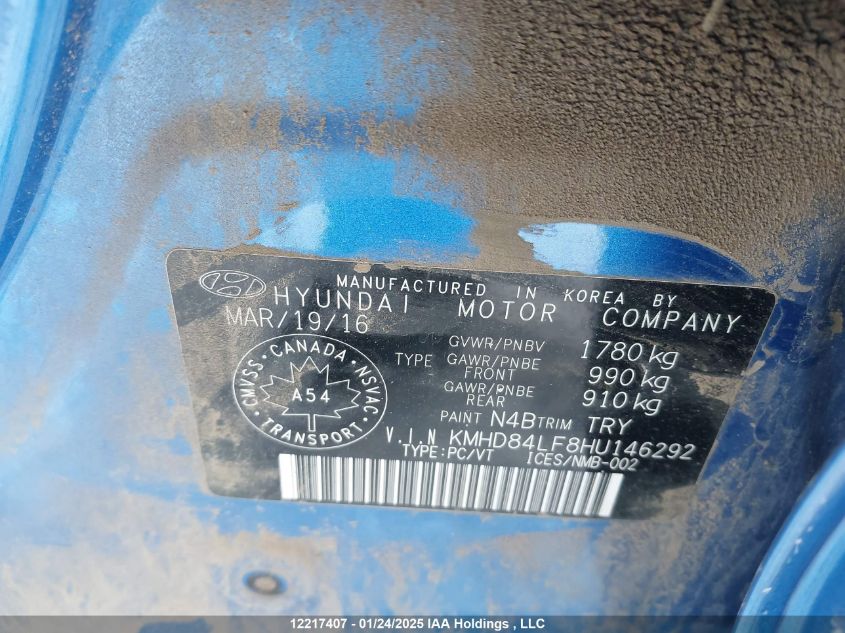 MANUFACTURED IN KOREA BY
HYUNDAI MOTOR COMPANY
MAR/19/16
GVWR/PNBV 1780 kg
TYPE GAWR/PNBE FRONT 990 kg
GAWR/PNBE REAR 910 kg
CMVSS · CANADA · NSVAC
A54
TRANSPORT
PAINT N4B TRIM TRY
V.I.N KMHD84LF8HU146292
TYPE:PC/VT ICES/NMB-002
12217407 - 01/24/2025 IAA Holdings , LLC